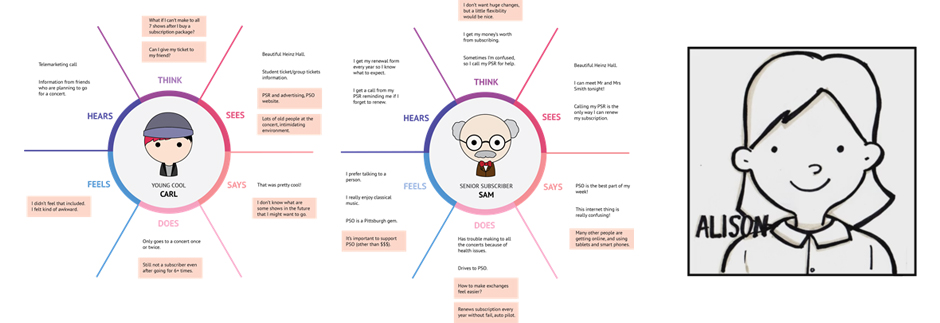 What if I can't make to all
7 shows after I buy a
subscription package?
Can I give my ticket to
my friend?
THINK
Telemarketing call
Information from friends
who are planning to go
for a concert.
HEARS
Beautiful Heinz Hall.
Student ticket/group tickets
information.
PSR and advertising, PSO
website.
Lots of old people at the
concert, intimidating
environment.
SEES
YOUNG COOL
CARL
FEELS
I didn't feel that included.
I felt kind of awkward.
SAYS
That was pretty cool!
I don't know what are
some shows in the future
that I might want to go.
DOES
Only goes to a concert once
or twice.
Still not a subscriber even
after going for 6+ times.
I don't want huge changes,
but a little flexibility
would be nice.
I get my money's worth
from subscribing.
Sometimes I'm confused,
so I call my PSR for help.
THINK
I get my renewal form
every year so I know
what to expect.
I get a call from my
PSR reminding me if I
forget to renew.
HEARS
Beautiful Heinz Hall.
I can meet Mr and Mrs
Smith tonight!
Calling my PSR is the
only way I can renew
my subscription.
SEES
SENIOR SUBSCRIBER
SAM
I prefer talking to a
person.
I really enjoy classical
music.
PSO is a Pittsburgh gem.
It's important to support
PSO (other than $$$).
FEELS
SAYS
PSO is the best part of my
week!
This internet thing is
really confusing!
Many other people are
getting online, and using
tablets and smart phones.
DOES
Has trouble making to all
the concerts because of
health issues.
Drives to PSO.
How to make exchanges
feel easier?
Renews subscription every
year without fail, auto pilot.
ALISON